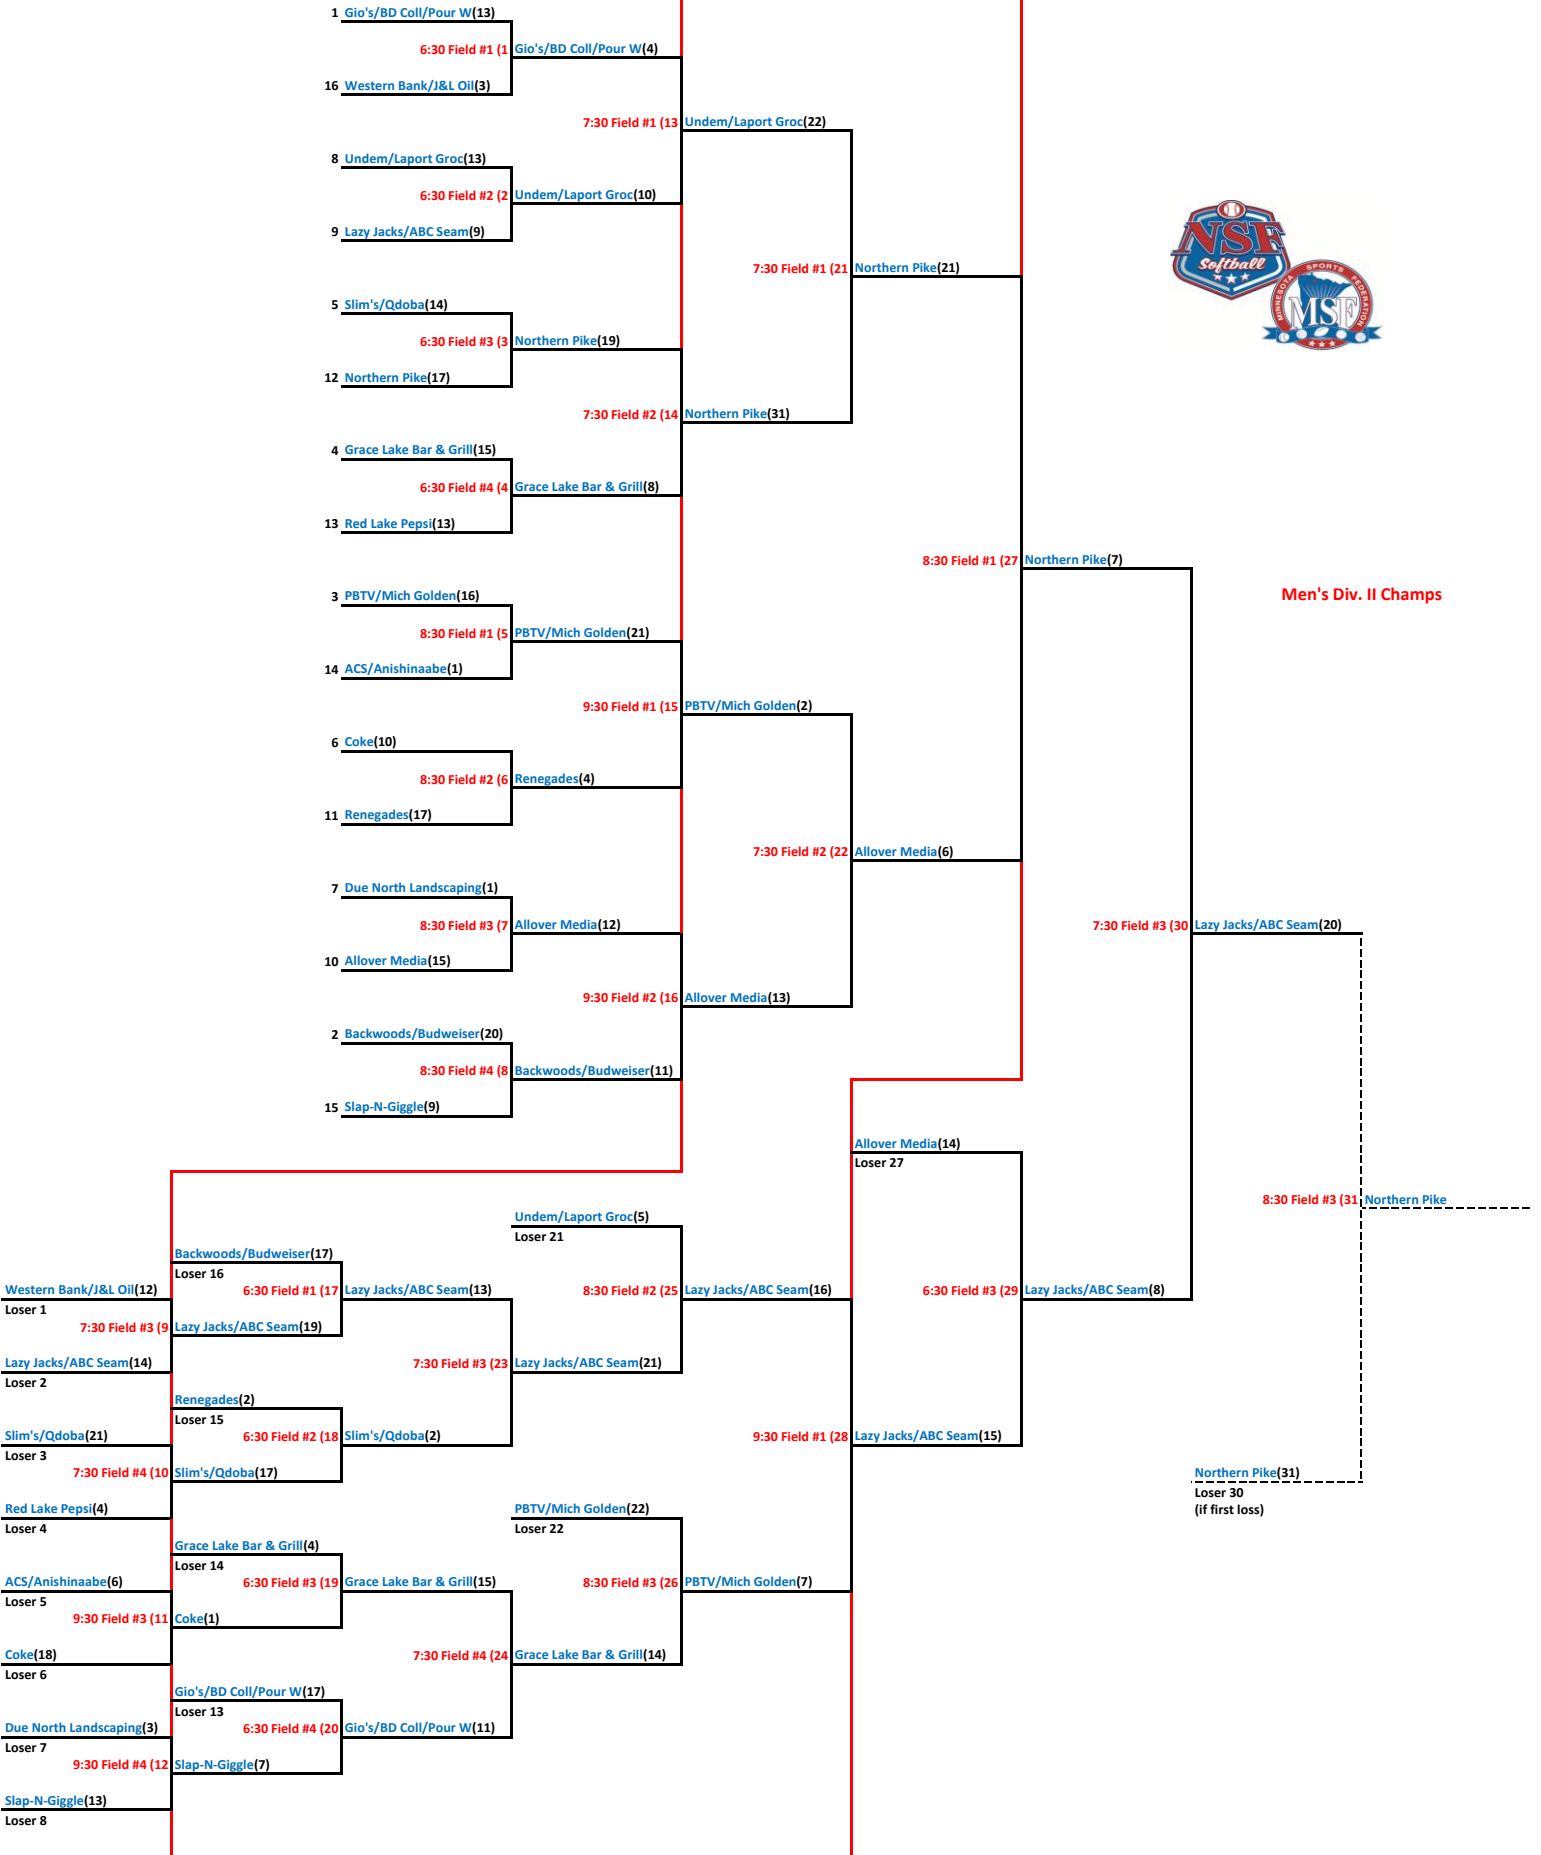 1 Gio's/BD Coll/Pour W(13)
6:30 Field #1 (1 Gio's/BD Coll/Pour W(4)
16 Western Bank/J&L Oil(3)
7:30 Field #1 (13 Undem/Laport Groc(22)
8 Undem/Laport Groc(13)
6:30 Field #2 (2 Undem/Laport Groc(10)
NSF
9 Lazy Jacks/ABC Seam(9)
Softball
7:30 Field #1 (21 Northern Pike(21)
MINNESOTA SPORTS FEDERATION
5 Slim's/Qdoba(14)
MSF
6:30 Field #3 (3 Northern Pike(19)
12 Northern Pike(17)
7:30 Field #2 (14 Northern Pike(31)
4 Grace Lake Bar & Grill(15)
6:30 Field #4 (4 Grace Lake Bar & Grill(8)
13 Red Lake Pepsi(13)
8:30 Field #1 (27 Northern Pike(7)
3 PBTV/Mich Golden(16)
Men's Div. II Champs
8:30 Field #1 (5 PBTV/Mich Golden(21)
14 ACS/Anishinaabe(1)
9:30 Field #1 (15 PBTV/Mich Golden(2)
6 Coke(10)
8:30 Field #2 (6 Renegades(4)
11 Renegades(17)
7:30 Field #2 (22 Allover Media(6)
7 Due North Landscaping(1)
8:30 Field #3 (7 Allover Media(12)
7:30 Field #3 (30 Lazy Jacks/ABC Seam(20)
10 Allover Media(15)
9:30 Field #2 (16 Allover Media(13)
2 Backwoods/Budweiser(20)
8:30 Field #4 (8 Backwoods/Budweiser(11)
15 Slap-N-Giggle(9)
Allover Media(14)
Loser 27
8:30 Field #3 (31 Northern Pike
Undem/Laport Groc(5)
Loser 21
Backwoods/Budweiser(17)
Loser 16
Western Bank/J&L Oil(12)
6:30 Field #1 (17 Lazy Jacks/ABC Seam(13)
8:30 Field #2 (25 Lazy Jacks/ABC Seam(16)
6:30 Field #3 (29 Lazy Jacks/ABC Seam(8)
Loser 1
7:30 Field #3 (9 Lazy Jacks/ABC Seam(19)
Lazy Jacks/ABC Seam(14)
7:30 Field #3 (23 Lazy Jacks/ABC Seam(21)
Loser 2
Renegades(2)
Loser 15
Slim's/Qdoba(21)
6:30 Field #2 (18 Slim's/Qdoba(2)
9:30 Field #1 (28 Lazy Jacks/ABC Seam(15)
Loser 3
7:30 Field #4 (10 Slim's/Qdoba(17)
Northern Pike(31)
Loser 30
(if first loss)
Red Lake Pepsi(4)
PBTV/Mich Golden(22)
Loser 4
Loser 22
Grace Lake Bar & Grill(4)
Loser 14
ACS/Anishinaabe(6)
6:30 Field #3 (19 Grace Lake Bar & Grill(15)
8:30 Field #3 (26 PBTV/Mich Golden(7)
Loser 5
9:30 Field #3 (11 Coke(1)
Coke(18)
7:30 Field #4 (24 Grace Lake Bar & Grill(14)
Loser 6
Gio's/BD Coll/Pour W(17)
Loser 13
Due North Landscaping(3)
6:30 Field #4 (20 Gio's/BD Coll/Pour W(11)
Loser 7
9:30 Field #4 (12 Slap-N-Giggle(7)
Slap-N-Giggle(13)
Loser 8